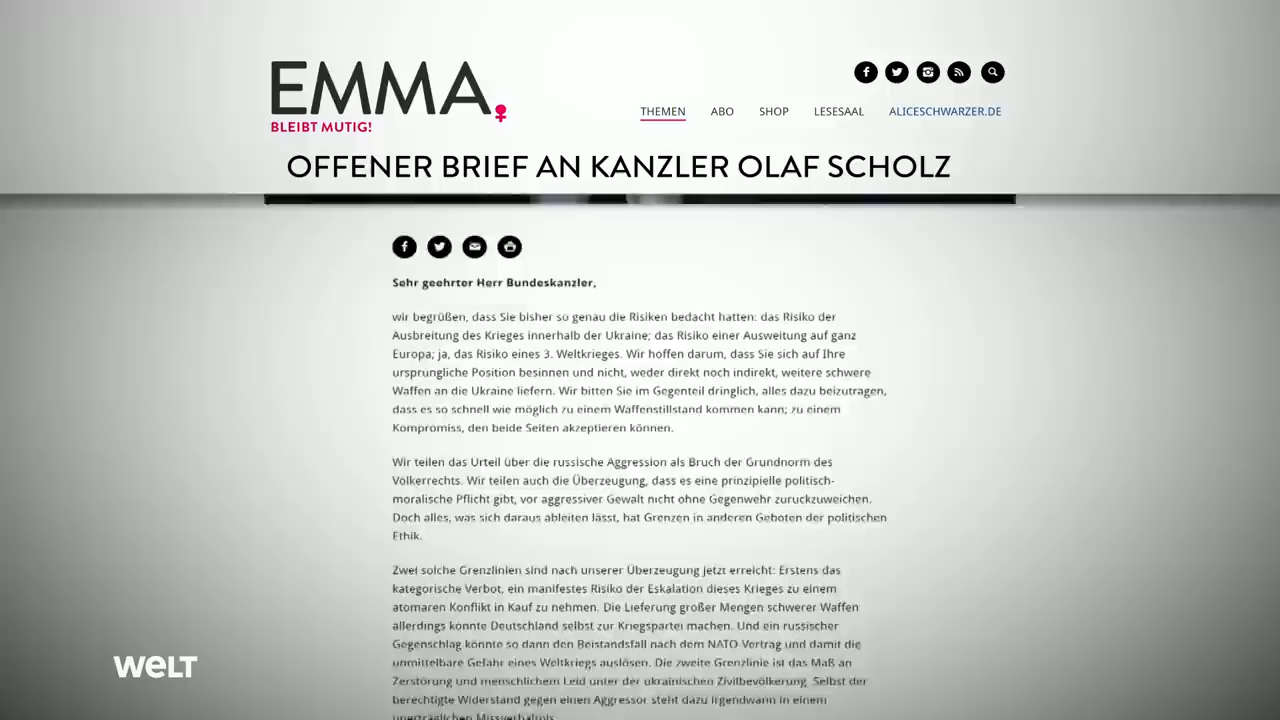 EMMA
BLEIBT MUTIG!
THEMEN ABO SHOP LESESAAL ALICESCHWARZER.DE
OFFENER BRIEF AN KANZLER OLAF SCHOLZ
Sehr geehrter Herr Bundeskanzler,
wir begrüßen, dass Sie bisher so genau die Risiken bedacht hatten: das Risiko der
Ausbreitung des Krieges innerhalb der Ukraine; das Risiko einer Ausweitung auf ganz
Europa; ja, das Risiko eines 3. Weltkrieges. Wir hoffen darum, dass Sie sich auf Ihre
ursprüngliche Position besinnen und nicht, weder direkt noch indirekt, weitere schwere
Waffen an die Ukraine liefern. Wir bitten Sie im Gegenteil dringlich, alles dazu beizutragen,
dass es so schnell wie möglich zu einem Waffenstillstand kommen kann; zu einem
Kompromiss, den beide Seiten akzeptieren können.
Wir teilen das Urteil über die russische Aggression als Bruch der Grundnorm des
Völkerrechts. Wir teilen auch die Überzeugung, dass es eine prinzipielle politisch-
moralische Pflicht gibt, vor aggressiver Gewalt nicht ohne Gegenwehr zurückzuweichen.
Doch alles, was sich daraus ableiten lässt, hat Grenzen in anderen Geboten der politischen
Ethik.
Zwei solche Grenzlinien sind nach unserer Überzeugung jetzt erreicht: Erstens das
kategorische Verbot, ein manifestes Risiko der Eskalation dieses Krieges zu einem
atomaren Konflikt in Kauf zu nehmen. Die Lieferung großer Mengen schwerer Waffen
allerdings könnte Deutschland selbst zur Kriegspartei machen. Und ein russischer
Gegenschlag könnte so dann den Beistandsfall nach dem NATO-Vertrag und damit die
unmittelbare Gefahr eines Weltkriegs auslösen. Die zweite Grenzlinie ist das Maß an
Zerstörung und menschlichem Leid unter der ukrainischen Zivilbevölkerung. Selbst der
berechtigte Widerstand gegen einen Aggressor steht dazu irgendwann in einem
unerträglichen Missverhältnis.
WELT